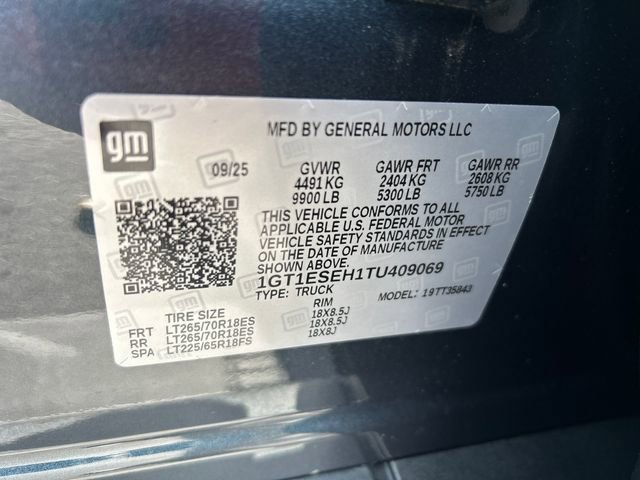 gm
MFD BY GENERAL MOTORS LLC
09/25 GVWR GAWR FRT GAWR RR
4491 KG 2404 KG 2608 KG
9900 LB 5300 LB 5750 LB
THIS VEHICLE CONFORMS TO ALL
APPLICABLE U.S. FEDERAL MOTOR
VEHICLE SAFETY STANDARDS IN EFFECT
ON THE DATE OF MANUFACTURE
SHOWN ABOVE.
1GT1ESEH1TU409069
TYPE: TRUCK MODEL: 19TT35843
TIRE SIZE RIM
FRT LT265/70R18ES 18X8.5J
RR LT265/70R18ES 18X8.5J
SPA LT225/65R18FS 18X8J